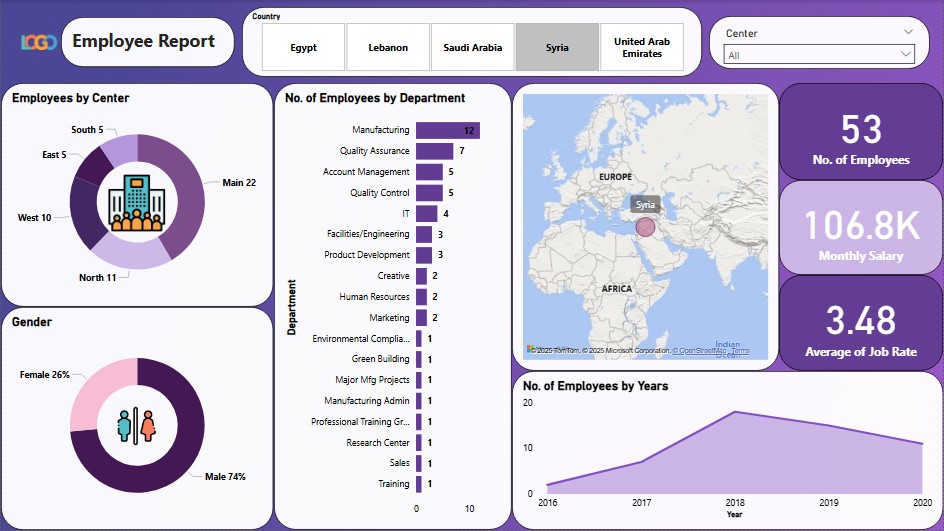 LOGO
Employee Report
Country
Egypt
Lebanon
Saudi Arabia
Syria
United Arab
Emirates
Center
All
Employees by Center
South 5
East 5
Main 22
West 10
North 11
Gender
Female 26%
Male 74%
No. of Employees by Department
Department
Manufacturing 12
Quality Assurance 7
Account Management 5
Quality Control 5
IT 4
Facilities/Engineering 3
Product Development 3
Creative 2
Human Resources 2
Marketing 2
Environmental Complia... 1
Green Building 1
Major Mfg Projects 1
Manufacturing Admin 1
Professional Training Gr... 1
Research Center 1
Sales 1
Training 1
0 10
EUROPE
Syria
AFRICA
Indian
© 2025 TomTom, © 2025 Microsoft Corporation, © OpenStreetMap Terms
53
No. of Employees
106.8K
Monthly Salary
3.48
Average of Job Rate
No. of Employees by Years
20
10
0
2016 2017 2018 2019 2020
Year